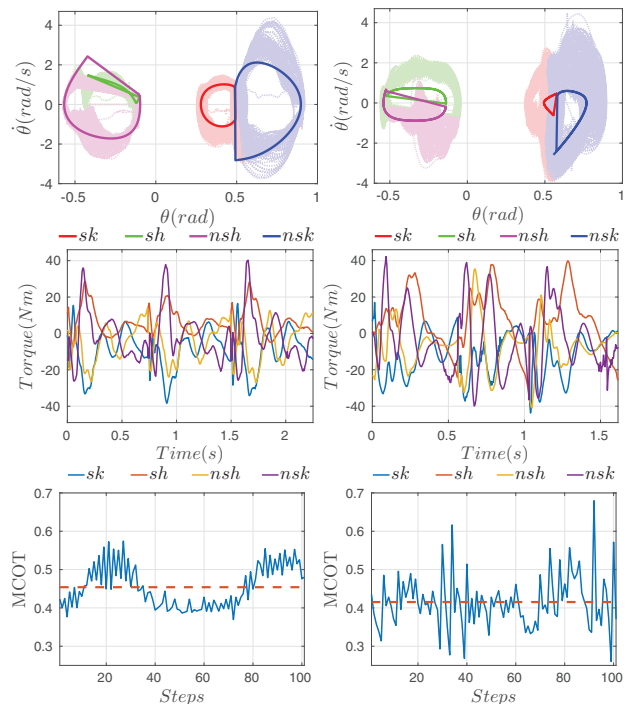 4
2
0
-2
-4
θ̇(rad/s)
-0.5
0
0.5
1
θ(rad)
sk
sh
nsh
nsk
4
2
0
-2
-4
θ̇(rad/s)
-0.5
0
0.5
1
θ(rad)
sk
sh
nsh
nsk
40
20
0
-20
-40
Torque(Nm)
0
0.5
1
1.5
2
Time(s)
sk
sh
nsh
nsk
40
20
0
-20
-40
Torque(Nm)
0
0.5
1
1.5
Time(s)
sk
sh
nsh
nsk
0.7
0.6
0.5
0.4
0.3
MCOT
20
40
60
80
100
Steps
0.7
0.6
0.5
0.4
0.3
MCOT
20
40
60
80
100
Steps